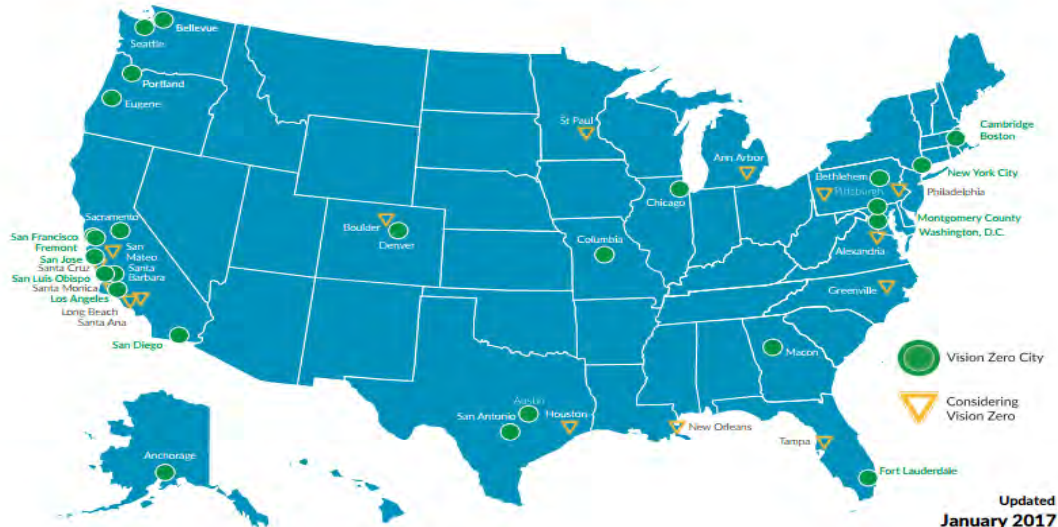 Bellevue
Seattle
Portland
Eugene
St Paul
Ann Arbor
Cambridge
Boston
New York City
Bethlehem
Pittsburgh
Philadelphia
Chicago
Montgomery County
Washington, D.C.
Alexandria
Sacramento
San Francisco
Fremont
San
Mateo
San Jose
Santa Cruz
Santa
Barbara
San Luis Obispo
Santa Monica
Los Angeles
Long Beach
Santa Ana
San Diego
Boulder
Denver
Columbia
Greenville
Macon
Vision Zero City
Considering
Vision Zero
Austin
San Antonio
Houston
New Orleans
Tampa
Fort Lauderdale
Anchorage
Updated
January 2017